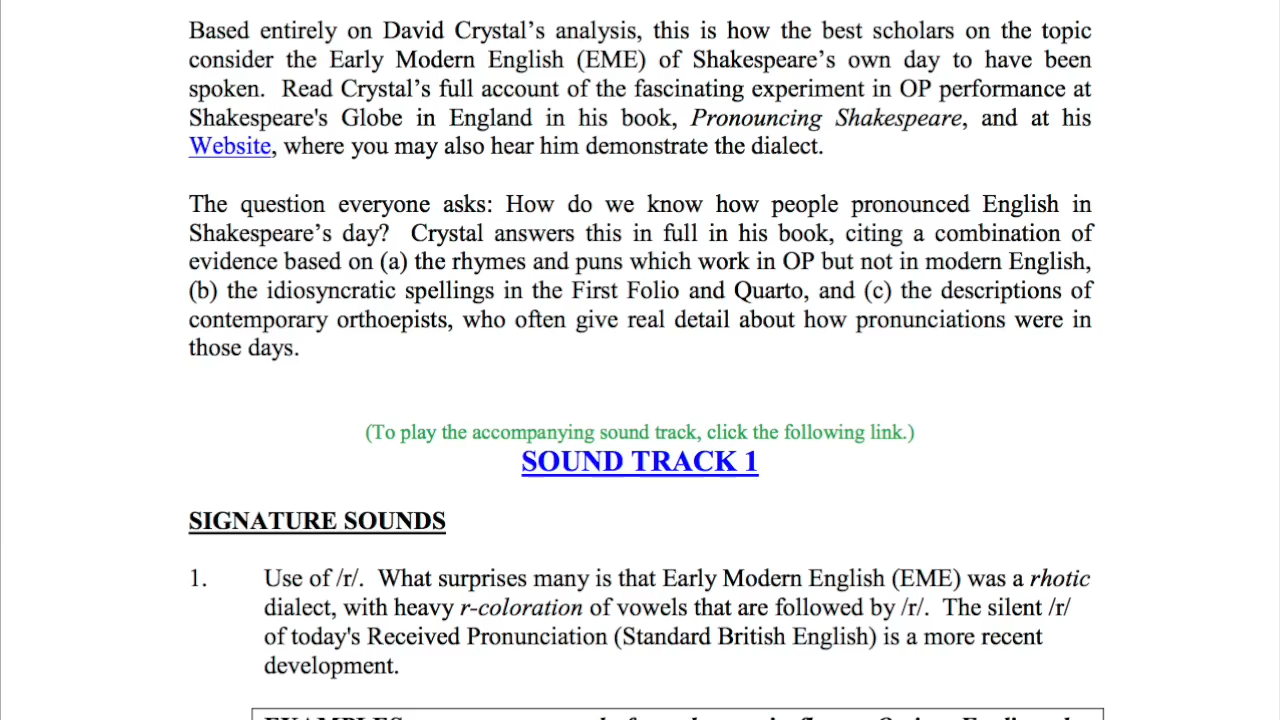 Based entirely on David Crystal’s analysis, this is how the best scholars on the topic
consider the Early Modern English (EME) of Shakespeare’s own day to have been
spoken.  Read Crystal’s full account of the fascinating experiment in OP performance at
Shakespeare's Globe in England in his book, Pronouncing Shakespeare, and at his
Website, where you may also hear him demonstrate the dialect.
The question everyone asks: How do we know how people pronounced English in
Shakespeare’s day?  Crystal answers this in full in his book, citing a combination of
evidence based on (a) the rhymes and puns which work in OP but not in modern English,
(b) the idiosyncratic spellings in the First Folio and Quarto, and (c) the descriptions of
contemporary orthoepists, who often give real detail about how pronunciations were in
those days.
(To play the accompanying sound track, click the following link.)
SOUND TRACK 1
SIGNATURE SOUNDS
1. Use of /r/.  What surprises many is that Early Modern English (EME) was a rhotic
dialect, with heavy r-coloration of vowels that are followed by /r/.  The silent /r/
of today's Received Pronunciation (Standard British English) is a more recent
development.